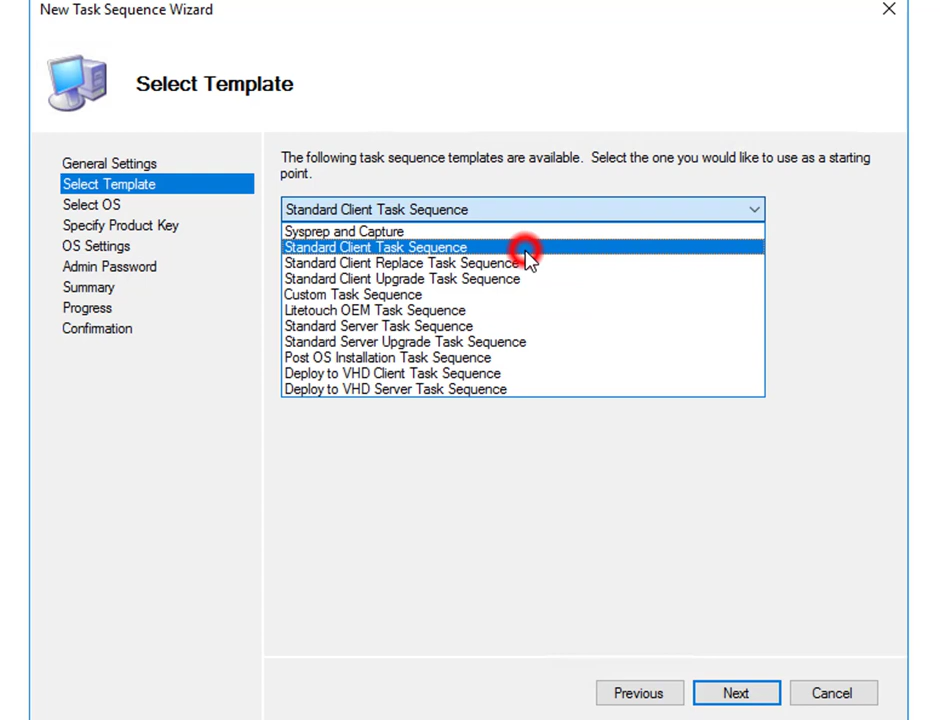 New Task Sequence Wizard
Select Template
General Settings
Select Template
Select OS
Specify Product Key
OS Settings
Admin Password
Summary
Progress
Confirmation
The following task sequence templates are available.  Select the one you would like to use as a starting
point.
Standard Client Task Sequence
Sysprep and Capture
Standard Client Task Sequence
Standard Client Replace Task Sequence
Standard Client Upgrade Task Sequence
Custom Task Sequence
Litetouch OEM Task Sequence
Standard Server Task Sequence
Standard Server Upgrade Task Sequence
Post OS Installation Task Sequence
Deploy to VHD Client Task Sequence
Deploy to VHD Server Task Sequence
Previous
Next
Cancel